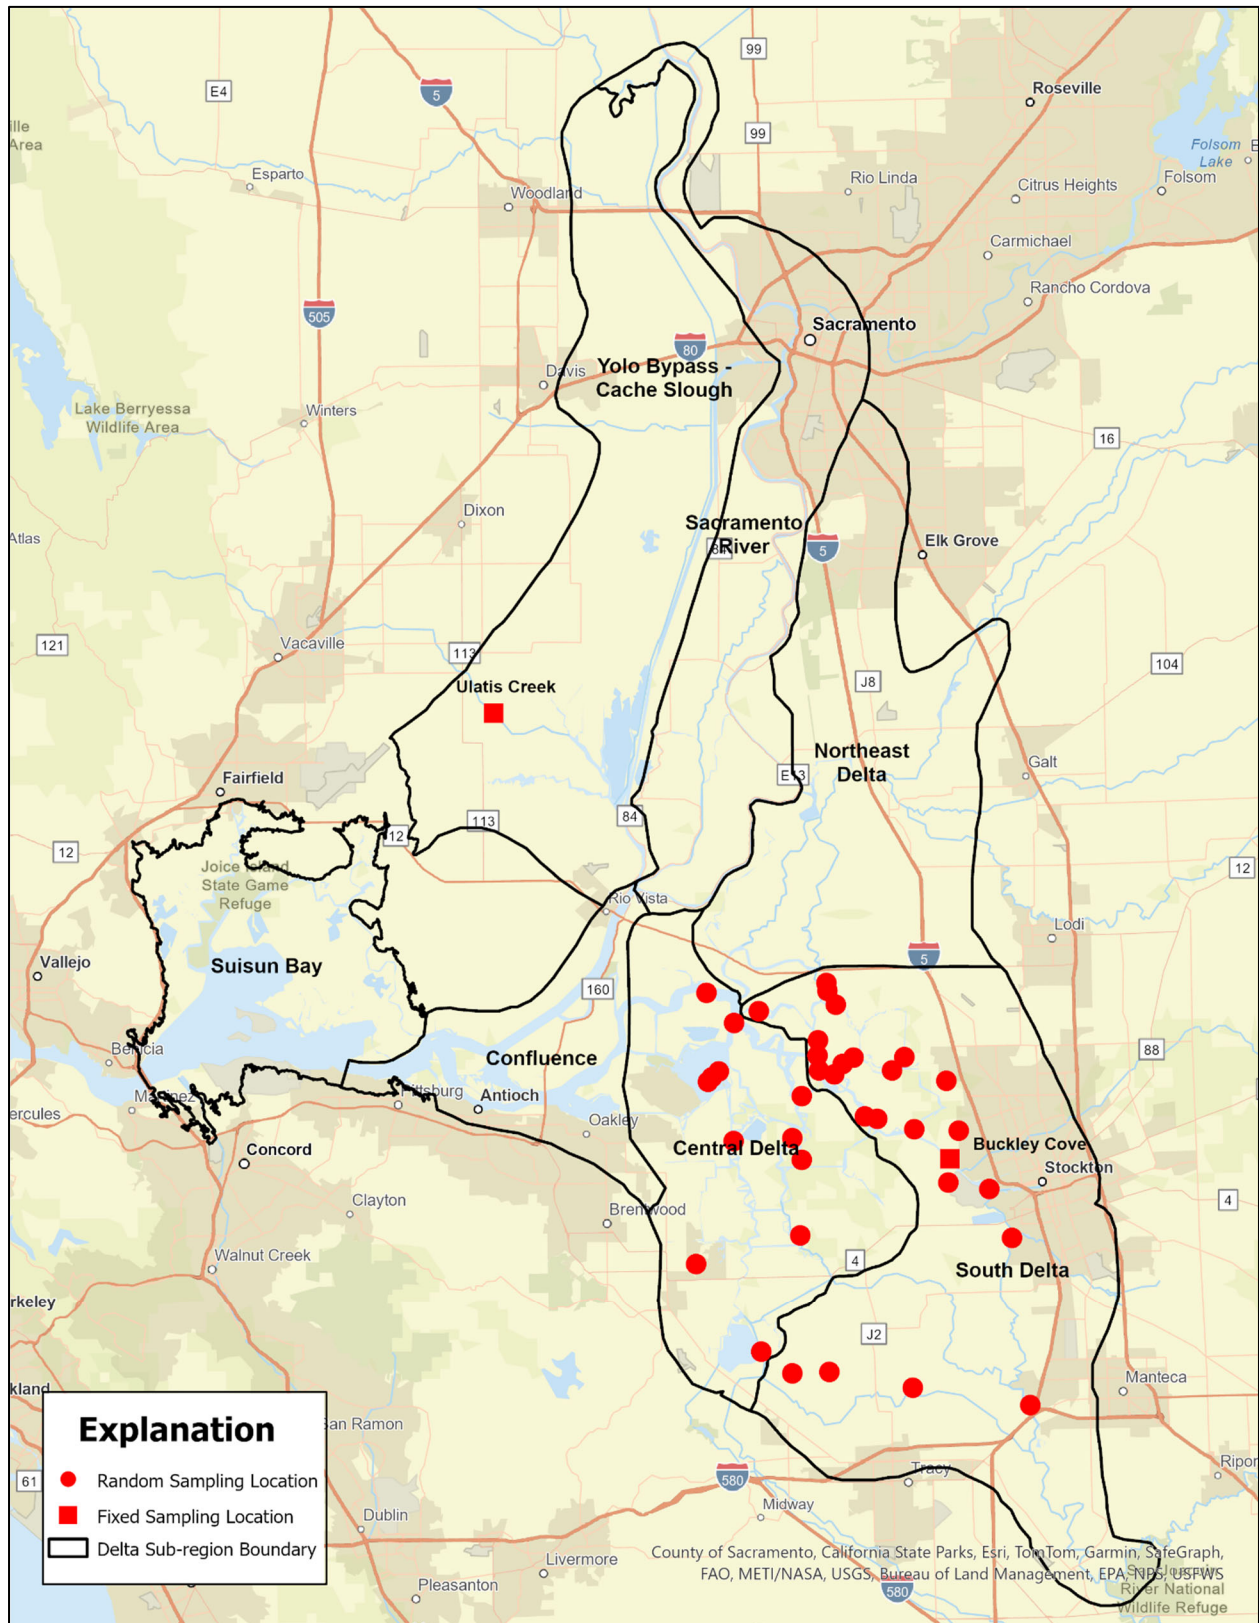 99
E4
5
Roseville
ille
Area
99
Folsom
Lake
Esparto
Woodland
Rio Linda
Citrus Heights
Folsom
Carmichael
Rancho Cordova
505
Sacramento
80
Yolo Bypass -
Cache Slough
Davis
Lake Berryessa
Wildlife Area
Winters
16
Dixon
Sacramento
River
84
Atlas
5
Elk Grove
121
Vacaville
113
104
J8
Ulatis Creek
Northeast
Delta
Galt
E13
Fairfield
84
113
12
12
12
Joice Island
State Game
Refuge
Rio Vista
Lodi
5
Vallejo
Suisun Bay
160
Benicia
Confluence
88
Martinez
Pittsburg
Antioch
ercules
Oakley
Concord
Central Delta
Buckley Cove
Stockton
Clayton
Brentwood
4
Walnut Creek
4
South Delta
rkeley
J2
kland
Manteca
San Ramon
Explanation
Random Sampling Location
Fixed Sampling Location
Delta Sub-region Boundary
61
580
Tracy
Ripon
Midway
Dublin
Livermore
Pleasanton
580
County of Sacramento, California State Parks, Esri, TomTom, Garmin, SafeGraph,
FAO, METI/NASA, USGS, Bureau of Land Management, EPA, NPS, USFWS
San Joaquin
River National
Wildlife Refuge